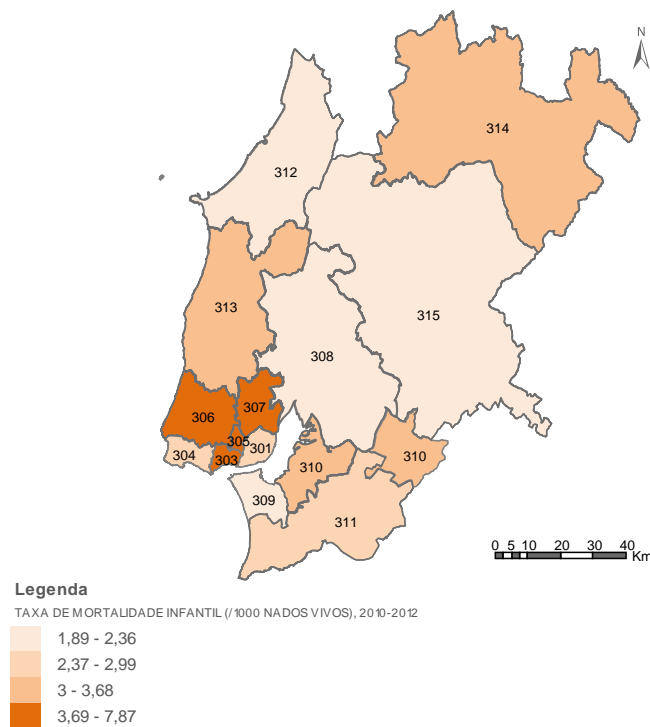 N
314
312
313
315
308
307
306
305
301
304
303
310
310
309
311
0 5 10 20 30 40
Km
Legenda
TAXA DE MORTALIDADE INFANTIL (/1000 NADOS VIVOS), 2010-2012
1,89 - 2,36
2,37 - 2,99
3 - 3,68
3,69 - 7,87